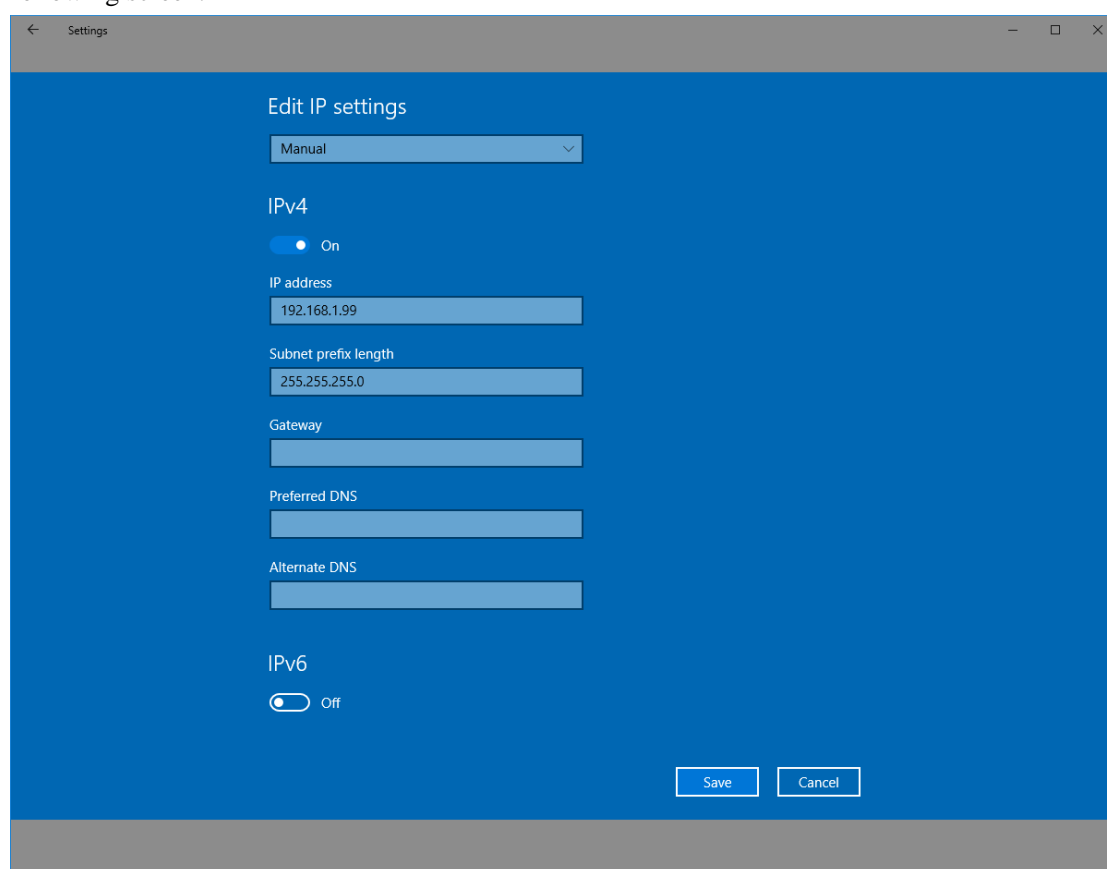 Settings
Edit IP settings
Manual
IPv4
On
IP address
192.168.1.99
Subnet prefix length
255.255.255.0
Gateway
Preferred DNS
Alternate DNS
IPv6
Off
Save Cancel